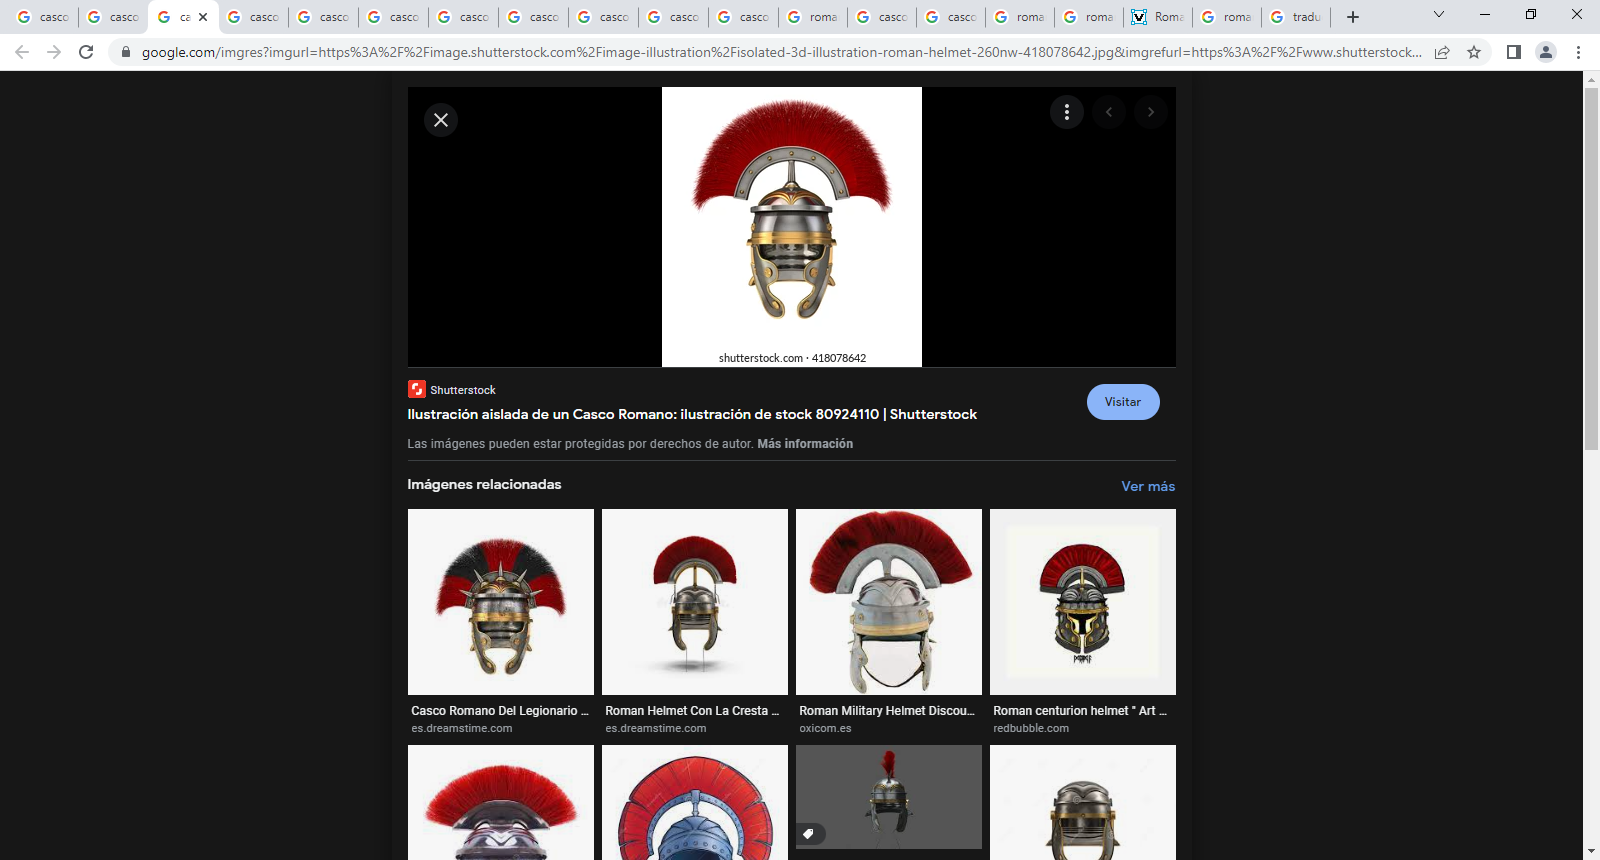 casco
casco
ca
casco
casco
casco
casco
casco
casco
casco
casco
roma
casco
casco
roma
roma
Roma
roma
tradu
google.com/imgres?imgurl=https%3A%2F%2Fimage.shutterstock.com%2Fimage-illustration%2Fisolated-3d-illustration-roman-helmet-260nw-418078642.jpg&imgrefurl=https%3A%2F%2Fwww.shutterstock...
shutterstock.com · 418078642
Shutterstock
Visitar
Ilustración aislada de un Casco Romano: ilustración de stock 80924110 | Shutterstock
Las imágenes pueden estar protegidas por derechos de autor. Más información
Imágenes relacionadas
Ver más
Casco Romano Del Legionario ...
es.dreamstime.com
Roman Helmet Con La Cresta ...
es.dreamstime.com
Roman Military Helmet Discou...
oxicom.es
Roman centurion helmet " Art ...
redbubble.com